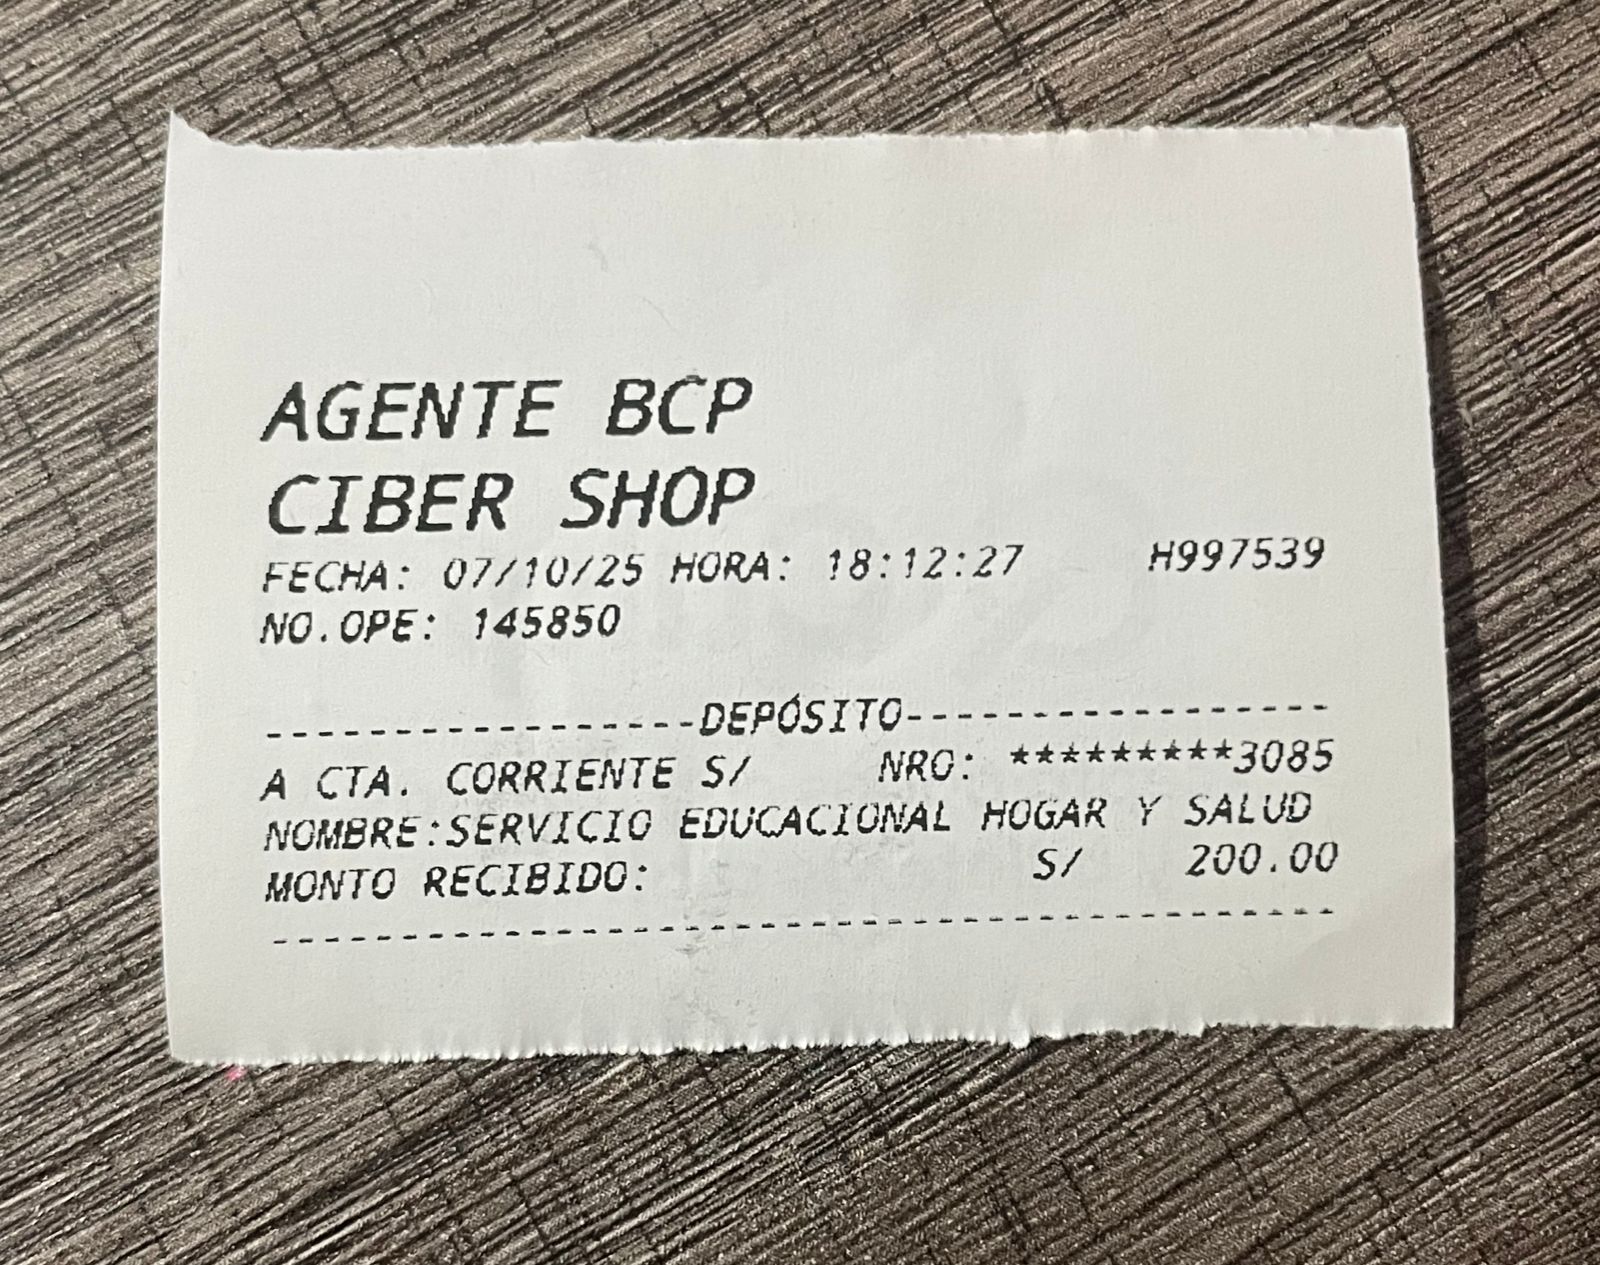 AGENTE BCP
CIBER SHOP
FECHA: 07/10/25 HORA: 18:12:27 H997539
NO.OPE: 145850
-----------------DEPÓSITO-----------------
A CTA. CORRIENTE S/ NRO: *********3085
NOMBRE:SERVICIO EDUCACIONAL HOGAR Y SALUD
MONTO RECIBIDO: S/ 200.00
------------------------------------------